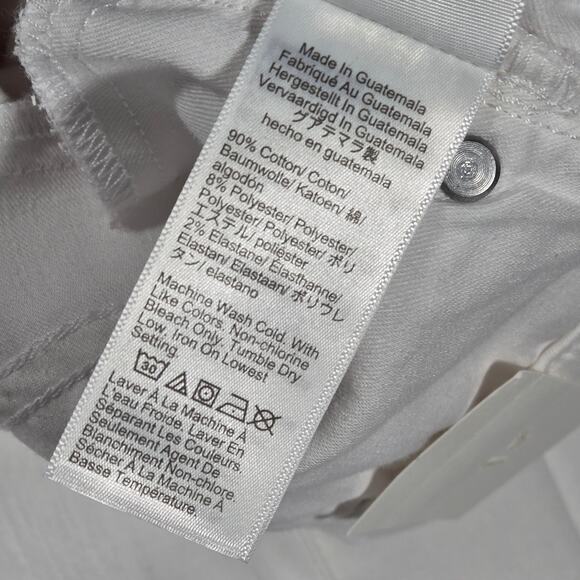 Made In Guatemala
Fabriqué Au Guatemala
Hergestellt In Guatemala
Vervaardigd In Guatemala
グアテマラ製
hecho en guatemala
90% Cotton/ Coton/
Baumwolle/ Katoen/ 綿/
algodón
8% Polyester/ Polyester/
Polyester/ Polyester/ ポリ
エステル/ poliéster
2% Elastane/ Élasthanne/
Elastan/ Elastaan/ ポリウレ
タン/ elastano
Machine Wash Cold. With
Like Colors. Non-chlorine
Bleach Only. Tumble Dry
Low. Iron On Lowest
Setting.
30
Laver À La Machine À
L'eau Froide. Laver En
Séparant Les Couleurs.
Seulement Agent De
Blanchiment Non-chlore.
Sécher À La Machine À
Basse Température.